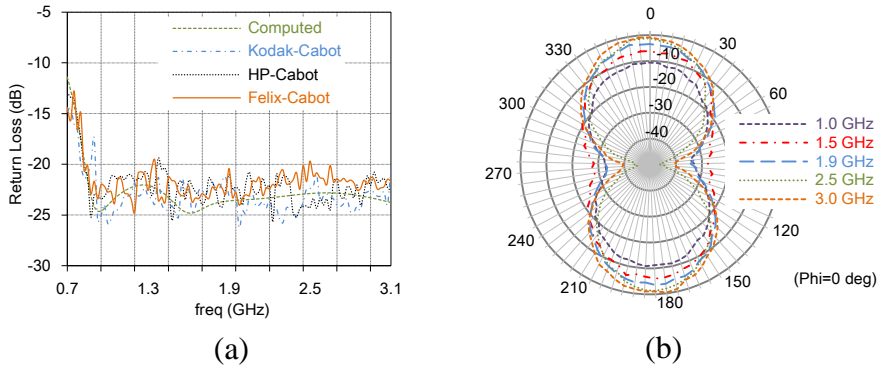 -5
-10
-15
-20
-25
-30
Return Loss (dB)
Computed
Kodak-Cabot
HP-Cabot
Felix-Cabot
0.7
1.3
1.9
2.5
3.1
freq (GHz)
(a)
0
30
60
120
150
180
210
240
270
300
330
-10
-20
-30
-40
1.0 GHz
1.5 GHz
1.9 GHz
2.5 GHz
3.0 GHz
(Phi=0 deg)
(b)